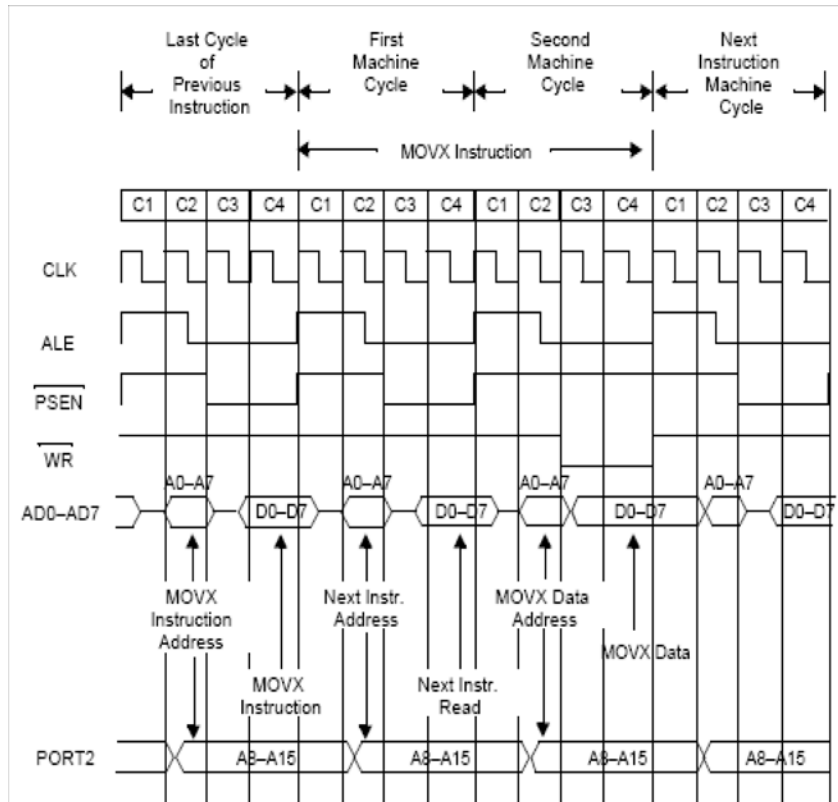 Last Cycle
of
Previous
Instruction
First
Machine
Cycle
Second
Machine
Cycle
Next
Instruction
Machine
Cycle
MOVX Instruction
C1 C2 C3 C4 C1 C2 C3 C4 C1 C2 C3 C4 C1 C2 C3 C4
CLK
ALE
PSEN
WR
A0–A7 A0–A7 A0–A7 A0–A7
AD0–AD7 D0–D7 D0–D7 D0–D7 D0–D7
MOVX
Instruction
Address
Next Instr.
Address
MOVX Data
Address
MOVX Data
MOVX
Instruction
Next Instr.
Read
PORT2 A8–A15 A8–A15 A8–A15 A8–A15